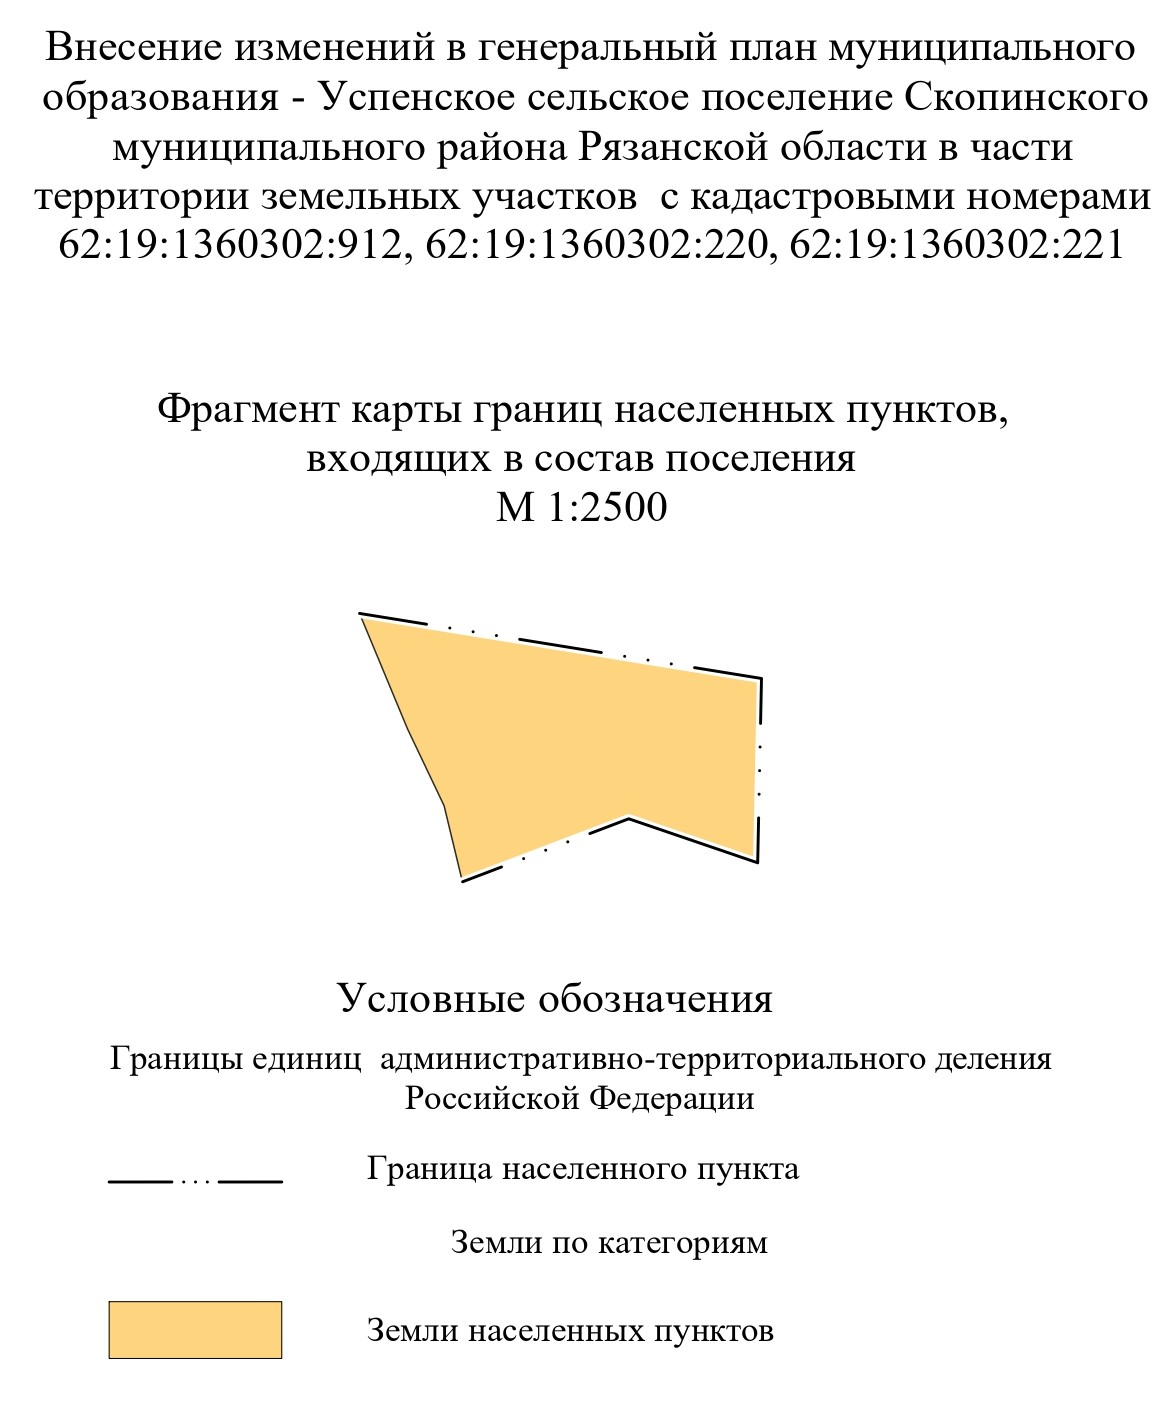 Внесение изменений в генеральный план муниципального
образования - Успенское сельское поселение Скопинского
муниципального района Рязанской области в части
территории земельных участков с кадастровыми номерами
62:19:1360302:912, 62:19:1360302:220, 62:19:1360302:221
Фрагмент карты границ населенных пунктов,
входящих в состав поселения
М 1:2500
Условные обозначения
Границы единиц административно-территориального деления
Российской Федерации
Граница населенного пункта
Земли по категориям
Земли населенных пунктов